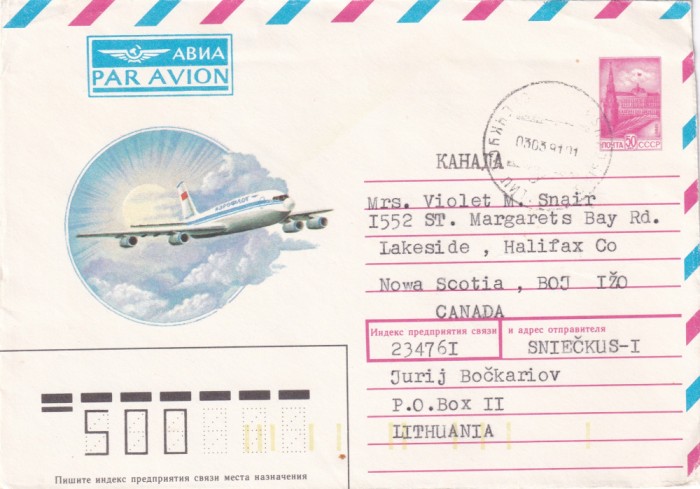 АВИА
PAR AVION
ПОЧТА 50 СССР
030391 01
АЭРОФЛОТ
КАНАДА
Mrs. Violet M. Snair
I552 ST. Margarets Bay Rd.
Lakeside , Halifax Co
Nowa Scotia , BOJ IŽO
CANADA
Индекс предприятия связи и адрес отправителя
23476I SNIEČKUS-I
Jurij Bočkariov
P.O.Box II
LITHUANIA
500
Пишите индекс предприятия связи места назначения